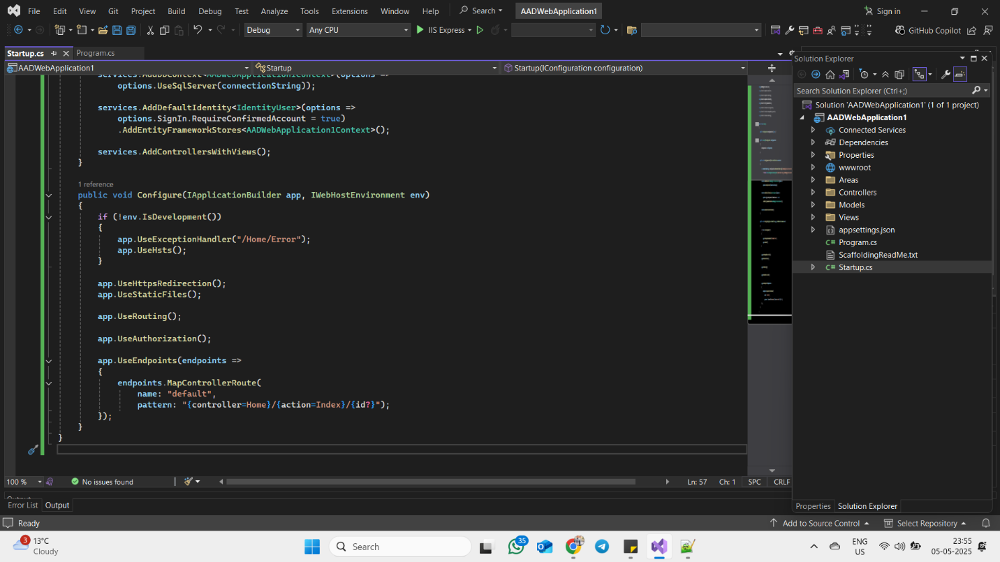 File Edit View Git Project Build Debug Test Analyze Tools Extensions Window Help Search AADWebApplication1 Sign in
Debug Any CPU IIS Express GitHub Copilot
Startup.cs Program.cs
AADWebApplication1 Startup Startup(IConfiguration configuration)
services.AddDbContext<AADWebApplication1Context>(options =>
options.UseSqlServer(connectionString));
services.AddDefaultIdentity<IdentityUser>(options =>
options.SignIn.RequireConfirmedAccount = true)
.AddEntityFrameworkStores<AADWebApplication1Context>();
services.AddControllersWithViews();
}
1 reference
public void Configure(IApplicationBuilder app, IWebHostEnvironment env)
{
if (!env.IsDevelopment())
{
app.UseExceptionHandler("/Home/Error");
app.UseHsts();
}
app.UseHttpsRedirection();
app.UseStaticFiles();
app.UseRouting();
app.UseAuthorization();
app.UseEndpoints(endpoints =>
{
endpoints.MapControllerRoute(
name: "default",
pattern: "{controller=Home}/{action=Index}/{id?}");
});
}
}
100 % No issues found Ln: 57 Ch: 1 SPC CRLF
Output
Error List Output
Solution Explorer
Search Solution Explorer (Ctrl+;)
Solution 'AADWebApplication1' (1 of 1 project)
AADWebApplication1
Connected Services
Dependencies
Properties
wwwroot
Areas
Controllers
Models
Views
appsettings.json
C# Program.cs
ScaffoldingReadMe.txt
C# Startup.cs
Properties Solution Explorer
Ready Add to Source Control Select Repository
3 13°C
Cloudy
Search
35
ENG
US
23:55
05-05-2025